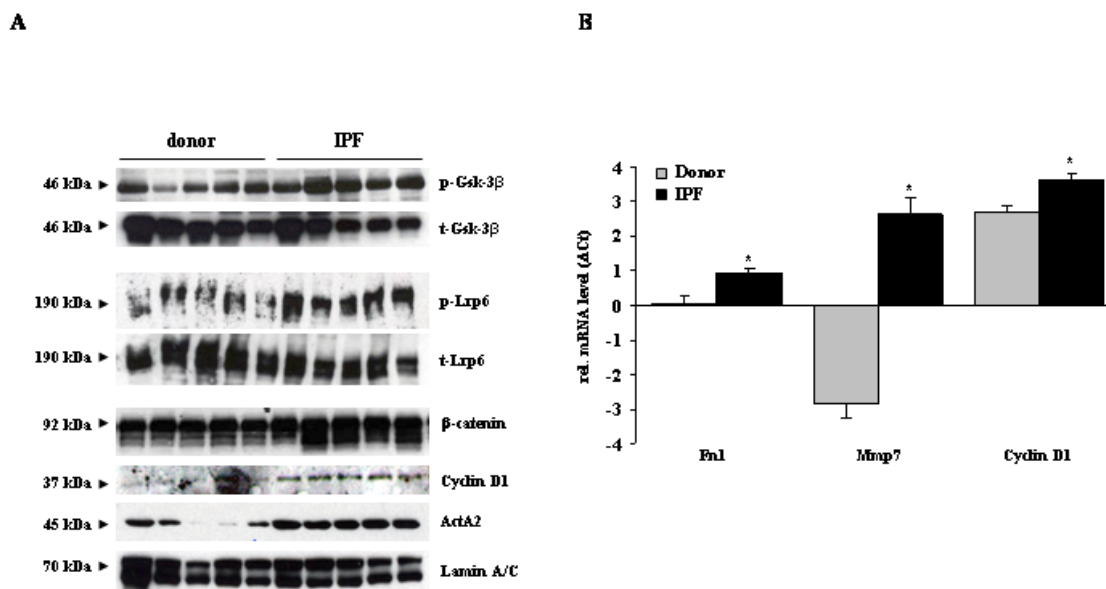 A
donor IPF
46 kDa p-Gsk-3β
46 kDa t-Gsk-3β
190 kDa p-Lrp6
190 kDa t-Lrp6
92 kDa β-catenin
37 kDa Cyclin D1
45 kDa ActA2
70 kDa Lamin A/C
B
Donor
IPF
rel. mRNA level (ΔCt)
4
3
2
1
0
-1
-2
-3
-4
* * *
Fn1 Mmp7 Cyclin D1